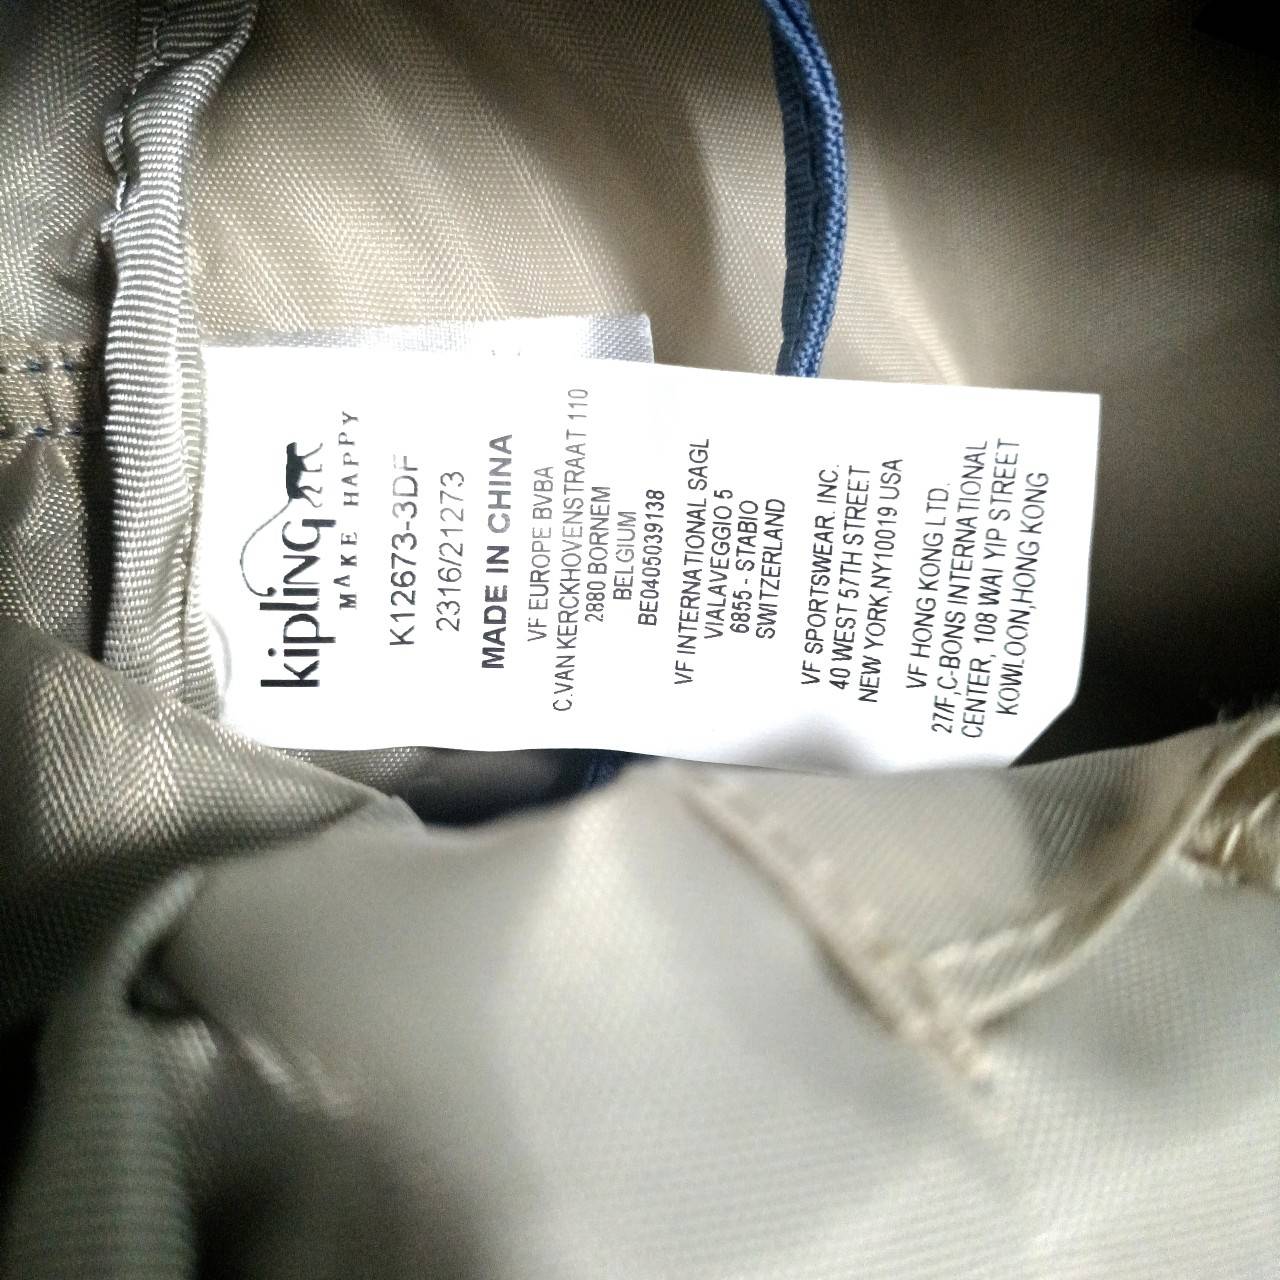 kipling
MAKE HAPPY
K12673-3DF
2316/21273
MADE IN CHINA
VF EUROPE BVBA
C.VAN KERCKHOVENSTRAAT 110
2880 BORNEM
BELGIUM
BE0405039138
VF INTERNATIONAL SAGL
VIALAVEGGIO 5
6855 - STABIO
SWITZERLAND
VF SPORTSWEAR. INC.
40 WEST 57TH STREET
NEW YORK,NY10019 USA
VF HONG KONG LTD.
27/F,C-BONS INTERNATIONAL
CENTER, 108 WAI YIP STREET
KOWLOON,HONG KONG